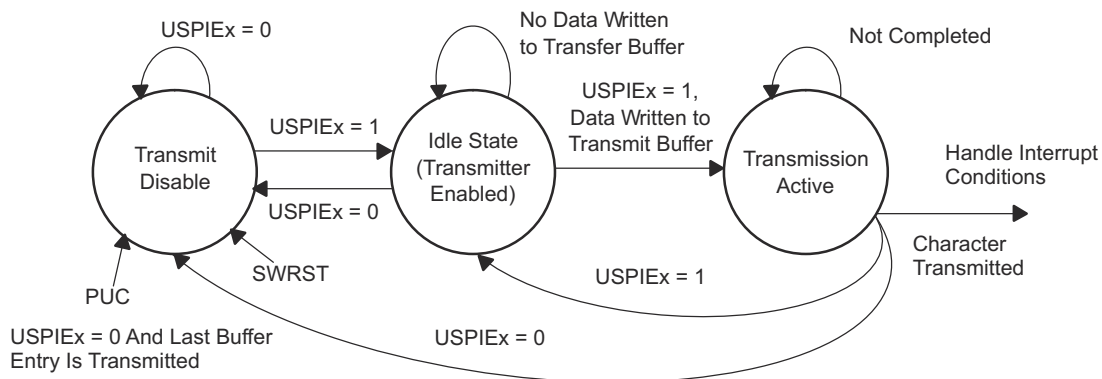 USPIEx = 0
No Data Written
to Transfer Buffer
Not Completed
USPIEx = 1
USPIEx = 1,
Data Written to
Transmit Buffer
Transmit
Disable
Idle State
(Transmitter
Enabled)
Transmission
Active
Handle Interrupt
Conditions
USPIEx = 0
SWRST
PUC
USPIEx = 1
Character
Transmitted
USPIEx = 0 And Last Buffer
Entry Is Transmitted
USPIEx = 0